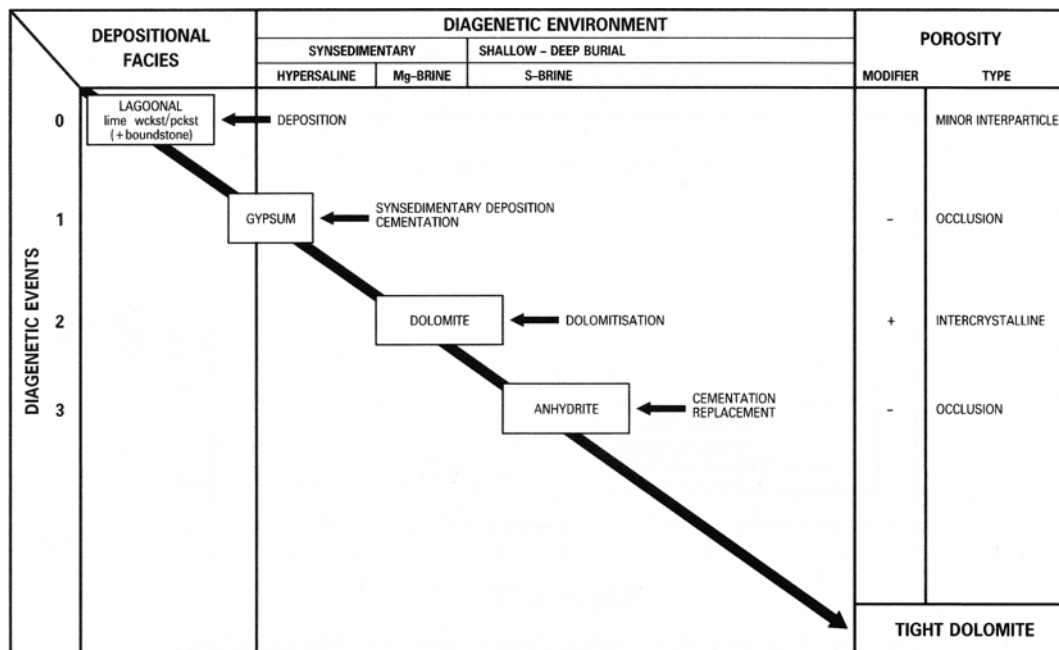 DEPOSITIONAL
FACIES
DIAGENETIC ENVIRONMENT
SYNSEDIMENTARY
SHALLOW – DEEP BURIAL
HYPERSALINE
Mg–BRINE
S–BRINE
POROSITY
MODIFIER
TYPE
DIAGENETIC EVENTS
0
LAGOONAL
lime wckst/pckst
(+ boundstone)
DEPOSITION
MINOR INTERPARTICLE
1
GYPSUM
SYNSEDIMENTARY DEPOSITION
CEMENTATION
–
OCCLUSION
2
DOLOMITE
DOLOMITISATION
+
INTERCRYSTALLINE
3
ANHYDRITE
CEMENTATION
REPLACEMENT
–
OCCLUSION
TIGHT DOLOMITE